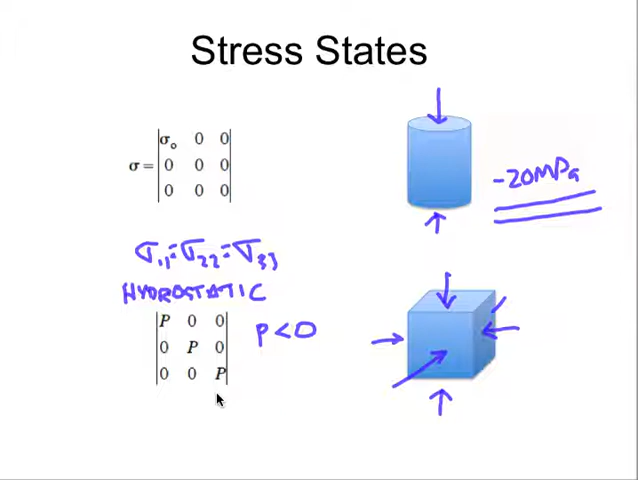 Stress States
σ₀ 0 0
σ = 0 0 0
0 0 0
-20MPa
σ₁₁=σ₂₂=σ₃₃
HYDROSTATIC
P 0 0
0 P 0
0 0 P
P<0